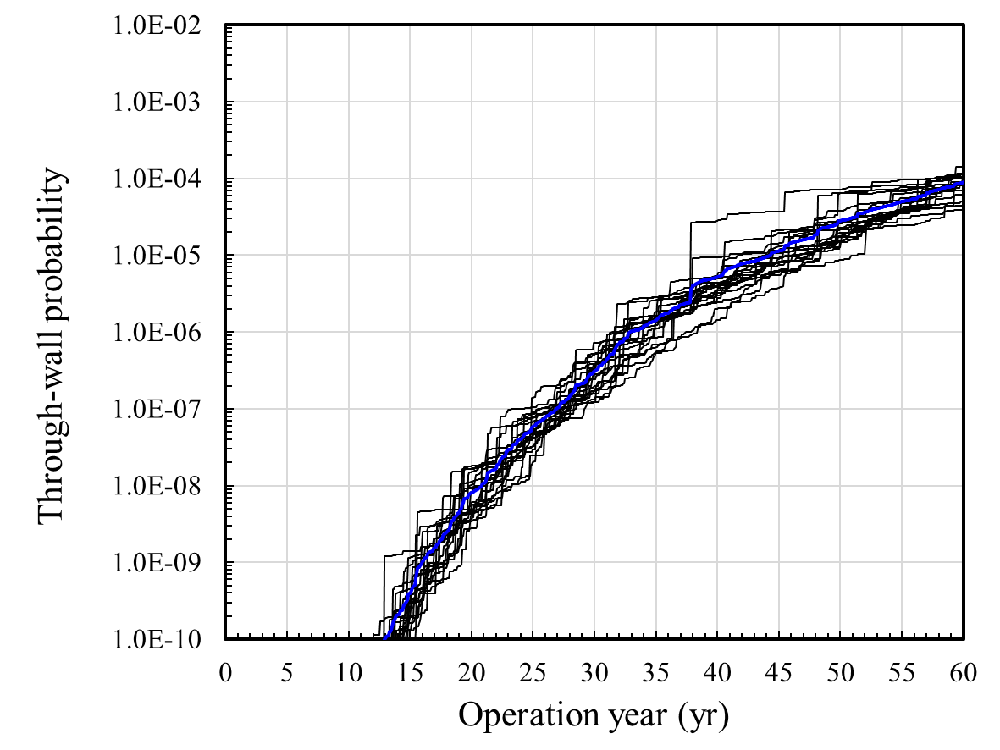 1.0E-02
1.0E-03
1.0E-04
1.0E-05
1.0E-06
1.0E-07
1.0E-08
1.0E-09
1.0E-10
Through-wall probability
0 5 10 15 20 25 30 35 40 45 50 55 60
Operation year (yr)